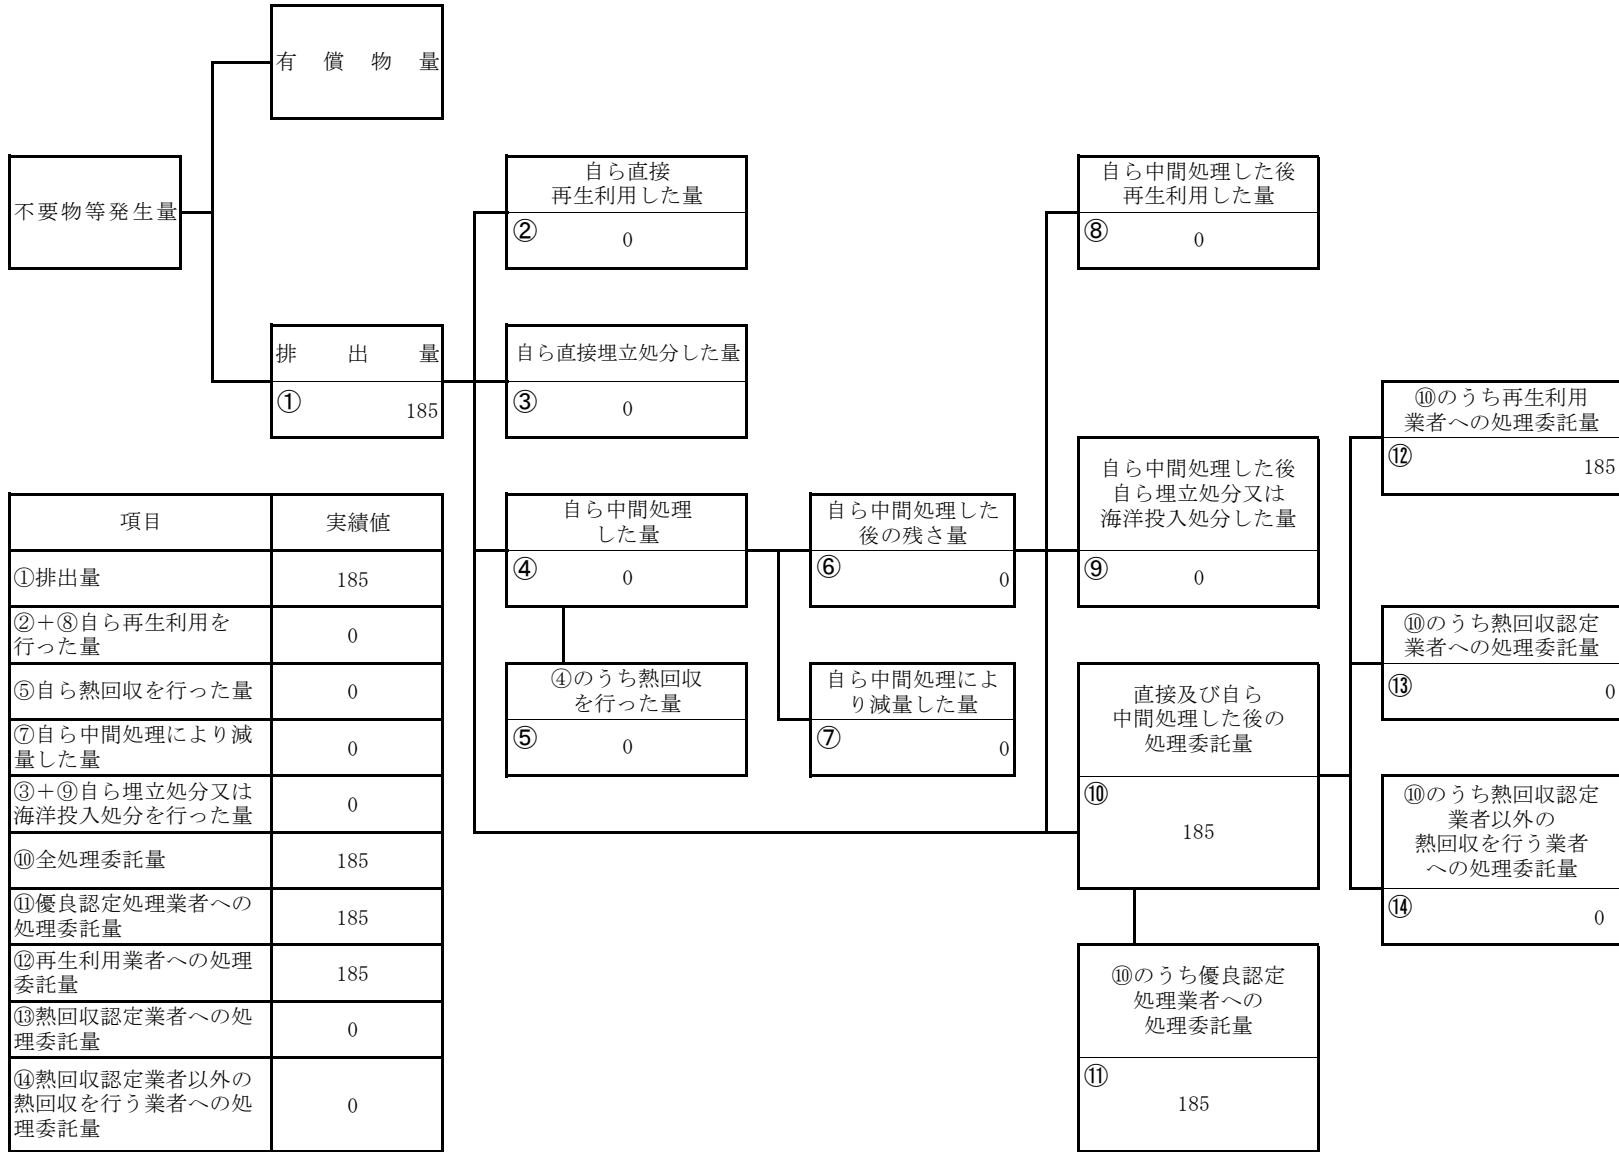 有償物量
不要物等発生量
排出量
①
185
自ら直接
再生利用した量
②
0
自ら直接埋立処分した量
③
0
自ら中間処理
した量
④
0
④のうち熱回収
を行った量
⑤
0
自ら中間処理した
後の残さ量
⑥
0
自ら中間処理によ
り減量した量
⑦
0
自ら中間処理した後
再生利用した量
⑧
0
自ら中間処理した後
自ら埋立処分又は
海洋投入処分した量
⑨
0
直接及び自ら
中間処理した後の
処理委託量
⑩
185
⑩のうち優良認定
処理業者への
処理委託量
⑪
185
⑩のうち再生利用
業者への処理委託量
⑫
185
⑩のうち熱回収認定
業者への処理委託量
⑬
0
⑩のうち熱回収認定
業者以外の
熱回収を行う業者
への処理委託量
⑭
0
項目 実績値
①排出量 185
②＋⑧自ら再生利用を
行った量 0
⑤自ら熱回収を行った量 0
⑦自ら中間処理により減
量した量 0
③＋⑨自ら埋立処分又は
海洋投入処分を行った量 0
⑩全処理委託量 185
⑪優良認定処理業者への
処理委託量 185
⑫再生利用業者への処理
委託量 185
⑬熱回収認定業者への処
理委託量 0
⑭熱回収認定業者以外の
熱回収を行う業者への処 0
理委託量